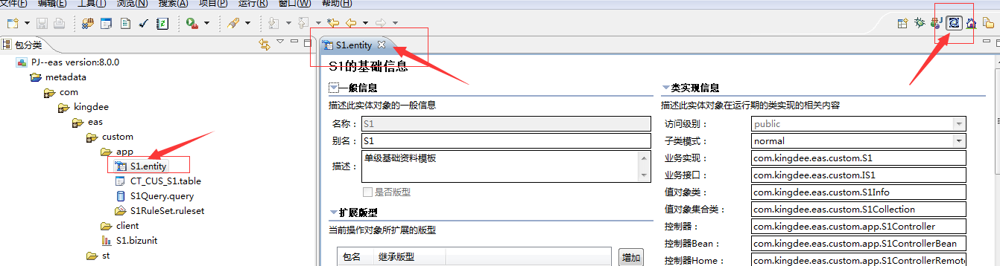 文件(F) 编辑(E) 工具(T) 浏览(N) 搜索(A) 项目(P) 运行(R) 窗口(W) 帮助(H)
包分类
PJ--eas version:8.0.0
metadata
com
kingdee
eas
custom
app
S1.entity
CT_CUS_S1.table
S1Query.query
S1RuleSet.ruleset
client
S1.bizunit
st
S1.entity
S1的基础信息
一般信息
描述此实体对象的一般信息
名称： S1
别名： S1
描述： 单级基础资料模板
是否版型
扩展版型
当前操作对象所扩展的版型
包名 继承版型
增加
类实现信息
描述此实体对象在运行期的类实现的相关内容
访问级别： public
子类模式： normal
业务实现： com.kingdee.eas.custom.S1
业务接口： com.kingdee.eas.custom.IS1
值对象类： com.kingdee.eas.custom.S1Info
值对象集合类： com.kingdee.eas.custom.S1Collection
控制器： com.kingdee.eas.custom.app.S1Controller
控制器Bean： com.kingdee.eas.custom.app.S1ControllerBean
控制器Home： com.kingdee.eas.custom.app.S1ControllerRemot